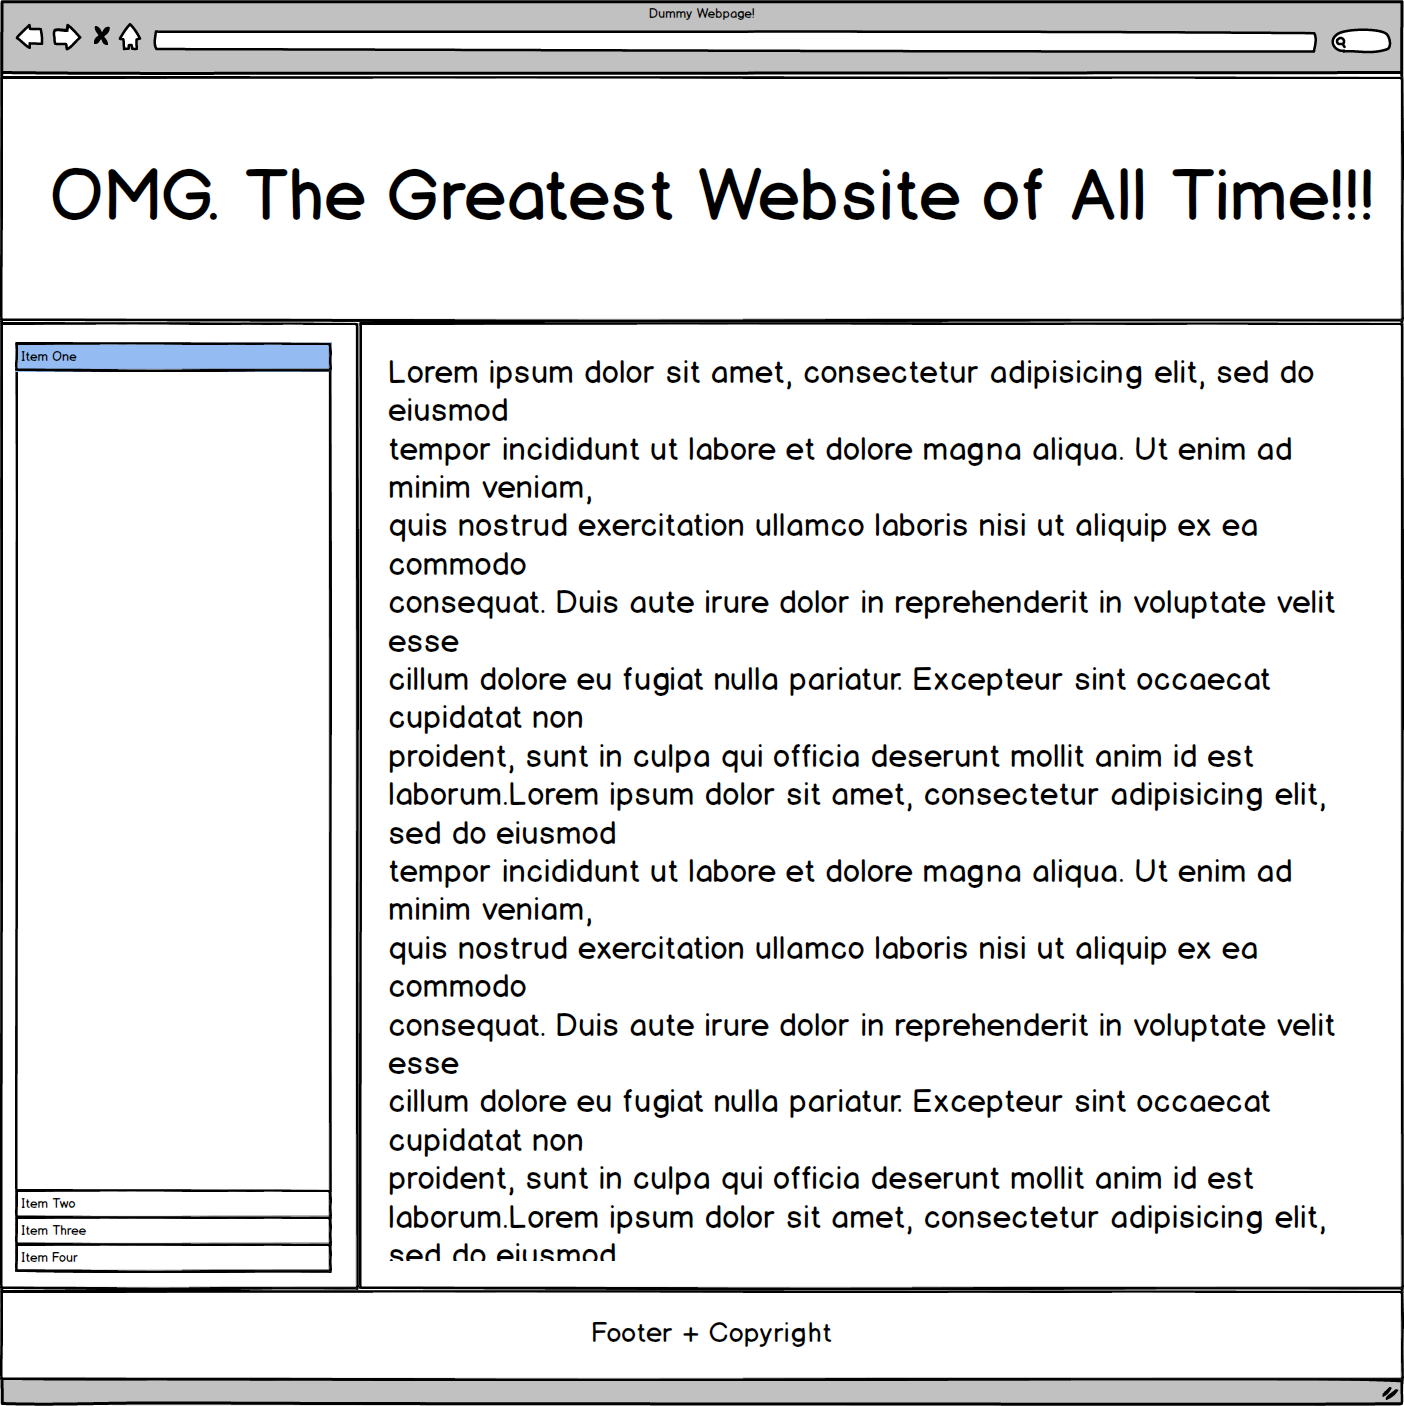 Dummy Webpage!
OMG. The Greatest Website of All Time!!!
Item One
Item Two
Item Three
Item Four
Lorem ipsum dolor sit amet, consectetur adipisicing elit, sed do
eiusmod
tempor incididunt ut labore et dolore magna aliqua. Ut enim ad
minim veniam,
quis nostrud exercitation ullamco laboris nisi ut aliquip ex ea
commodo
consequat. Duis aute irure dolor in reprehenderit in voluptate velit
esse
cillum dolore eu fugiat nulla pariatur. Excepteur sint occaecat
cupidatat non
proident, sunt in culpa qui officia deserunt mollit anim id est
laborum.Lorem ipsum dolor sit amet, consectetur adipisicing elit,
sed do eiusmod
tempor incididunt ut labore et dolore magna aliqua. Ut enim ad
minim veniam,
quis nostrud exercitation ullamco laboris nisi ut aliquip ex ea
commodo
consequat. Duis aute irure dolor in reprehenderit in voluptate velit
esse
cillum dolore eu fugiat nulla pariatur. Excepteur sint occaecat
cupidatat non
proident, sunt in culpa qui officia deserunt mollit anim id est
laborum.Lorem ipsum dolor sit amet, consectetur adipisicing elit,
sed do eiusmod
Footer + Copyright